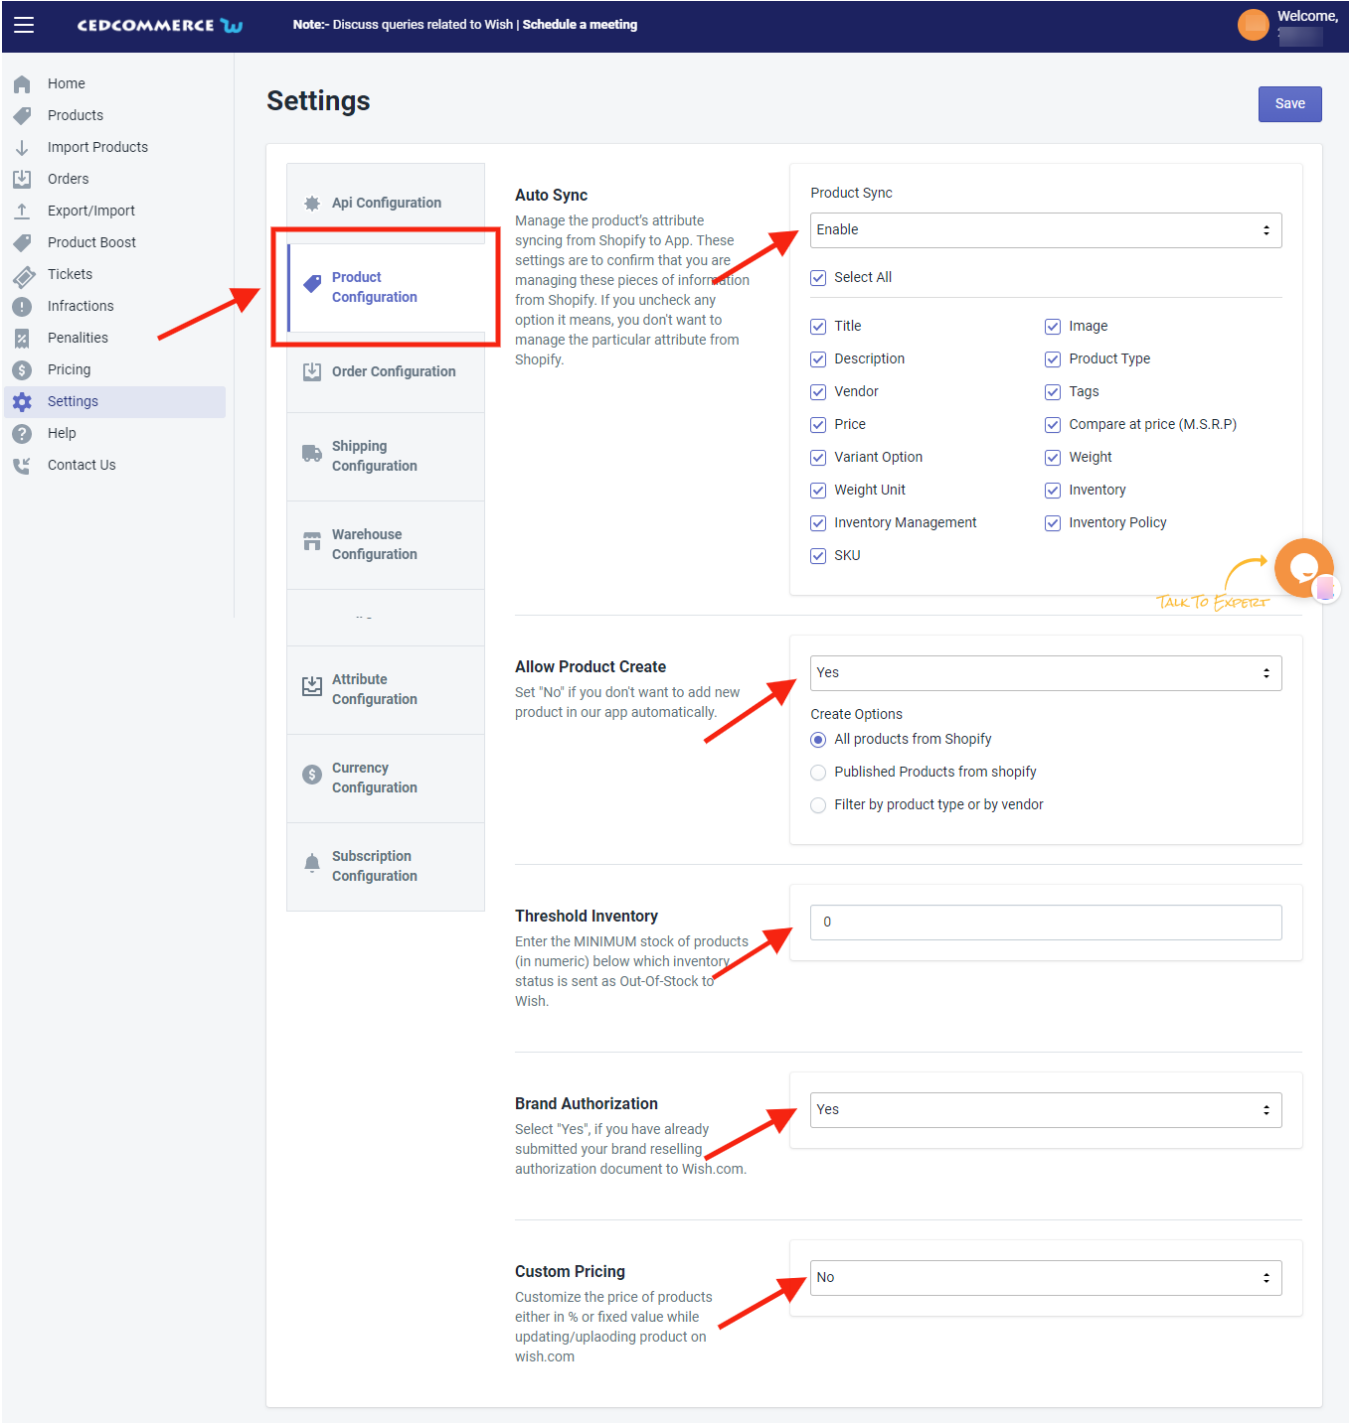 CEDCOMMERCE
Note:- Discuss queries related to Wish | Schedule a meeting
Welcome,
Home
Products
Import Products
Orders
Export/Import
Product Boost
Tickets
Infractions
Penalities
Pricing
Settings
Help
Contact Us
Settings
Save
Api Configuration
Product
Configuration
Order Configuration
Shipping
Configuration
Warehouse
Configuration
Attribute
Configuration
Currency
Configuration
Subscription
Configuration
Auto Sync
Manage the product's attribute
syncing from Shopify to App. These
settings are to confirm that you are
managing these pieces of information
from Shopify. If you uncheck any
option it means, you don't want to
manage the particular attribute from
Shopify.
Product Sync
Enable
Select All
Title
Image
Description
Product Type
Vendor
Tags
Price
Compare at price (M.S.R.P)
Variant Option
Weight
Weight Unit
Inventory
Inventory Management
Inventory Policy
SKU
Talk To Expert
Allow Product Create
Set "No" if you don't want to add new
product in our app automatically.
Yes
Create Options
All products from Shopify
Published Products from shopify
Filter by product type or by vendor
Threshold Inventory
Enter the MINIMUM stock of products
(in numeric) below which inventory
status is sent as Out-Of-Stock to
Wish.
0
Brand Authorization
Select "Yes", if you have already
submitted your brand reselling
authorization document to Wish.com.
Yes
Custom Pricing
Customize the price of products
either in % or fixed value while
updating/uplaoding product on
wish.com
No